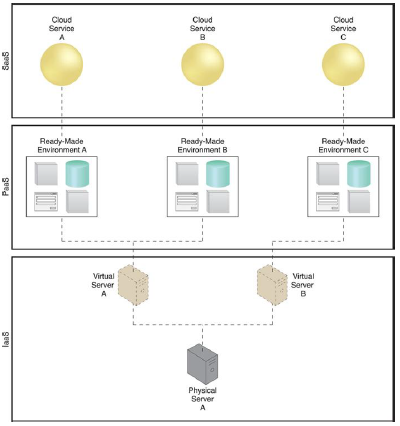 SaaS
Cloud
Service
A
Cloud
Service
B
Cloud
Service
C
PaaS
Ready-Made
Environment A
Ready-Made
Environment B
Ready-Made
Environment C
IaaS
Virtual
Server
A
Virtual
Server
B
Physical
Server
A